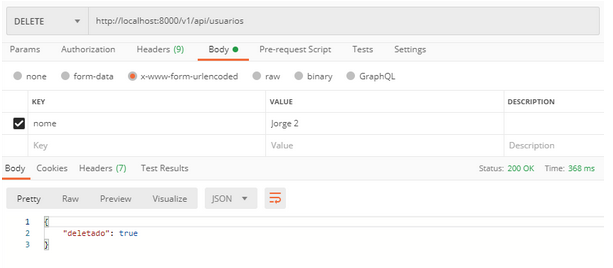 DELETE http://localhost:8000/v1/api/usuarios
Params Authorization Headers (9) Body Pre-request Script Tests Settings
none form-data x-www-form-urlencoded raw binary GraphQL
KEY VALUE DESCRIPTION
nome Jorge 2
Key Value Description
Body Cookies Headers (7) Test Results Status: 200 OK Time: 368 ms
Pretty Raw Preview Visualize JSON
1 {
2 "deletado": true
3 }